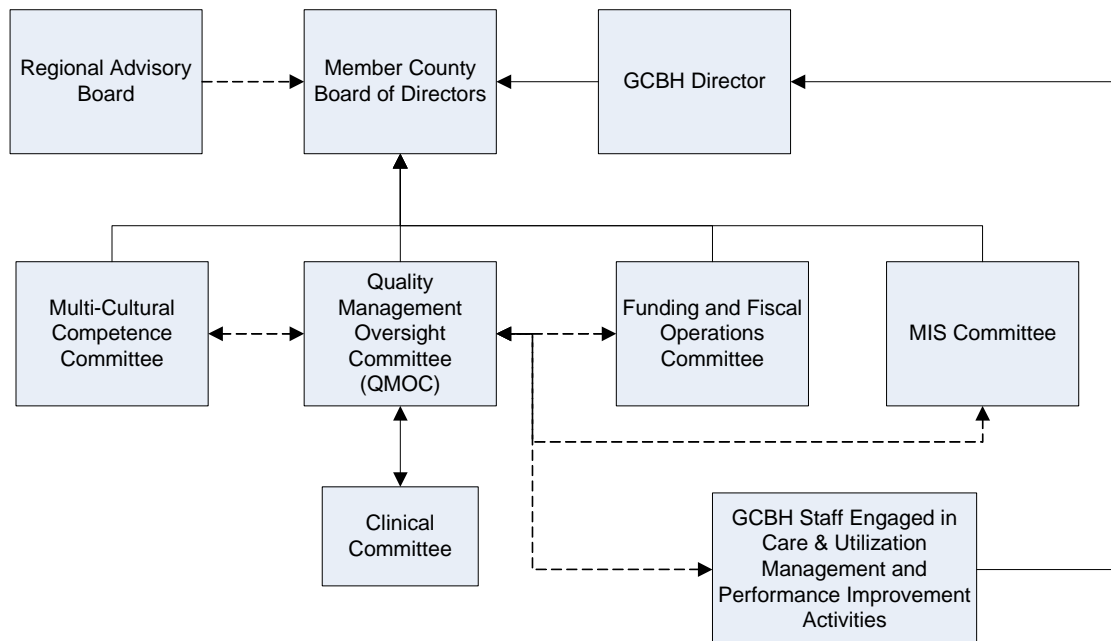 Regional Advisory
Board
Member County
Board of Directors
GCBH Director
Multi-Cultural
Competence
Committee
Quality
Management
Oversight
Committee
(QMOC)
Funding and Fiscal
Operations
Committee
MIS Committee
Clinical
Committee
GCBH Staff Engaged in
Care & Utilization
Management and
Performance Improvement
Activities